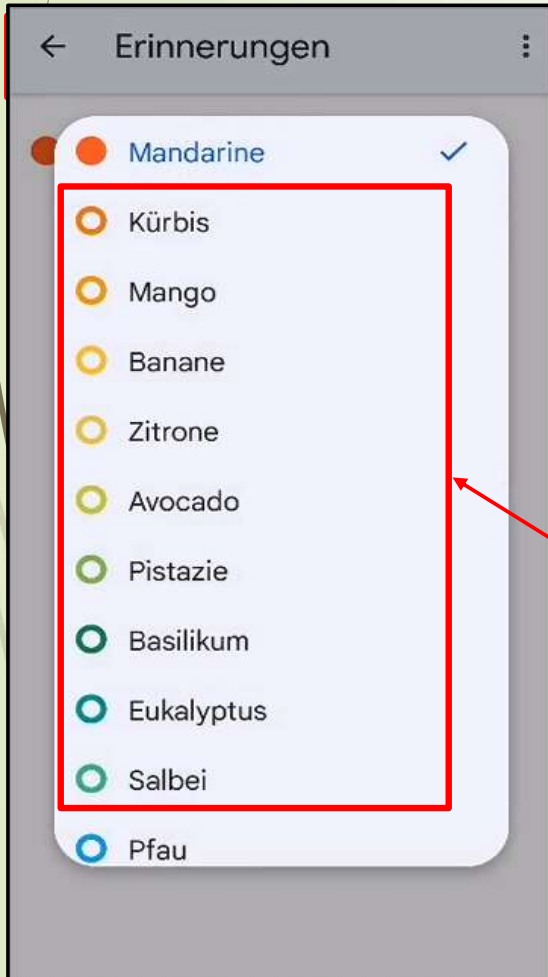 Erinnerungen
Mandarine
Kürbis
Mango
Banane
Zitrone
Avocado
Pistazie
Basilikum
Eukalyptus
Salbei
Pfau